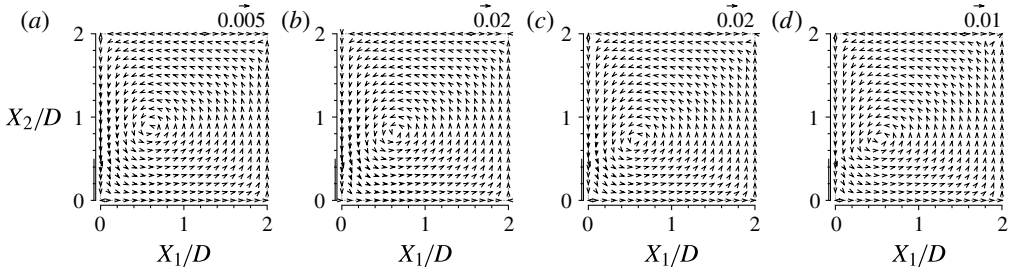 (a) 0.005 (b) 0.02 (c) 0.02 (d) 0.01
2 2 2 2
X2/D 1 1 1 1
0 0 0 0
0 1 2 0 1 2 0 1 2 0 1 2
X1/D X1/D X1/D X1/D